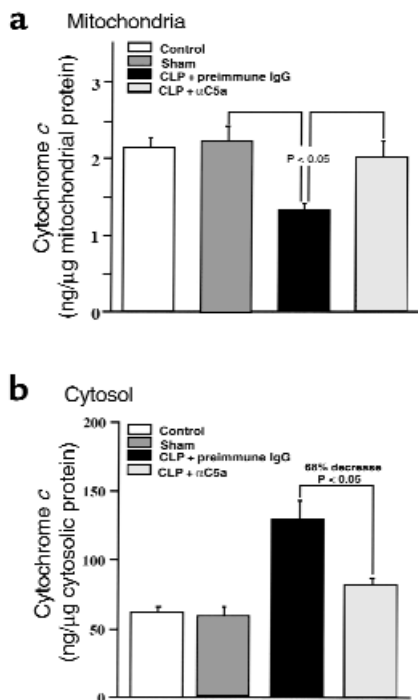 a Mitochondria
Control
Sham
CLP + preimmune IgG
CLP + αC5a
3
2
1
0
P < 0.05
Cytochrome c
(ng/μg mitochondrial protein)
b Cytosol
Control
Sham
CLP + preimmune IgG
CLP + αC5a
200
150
100
50
0
68% decrease
P < 0.05
Cytochrome c
(ng/μg cytosolic protein)